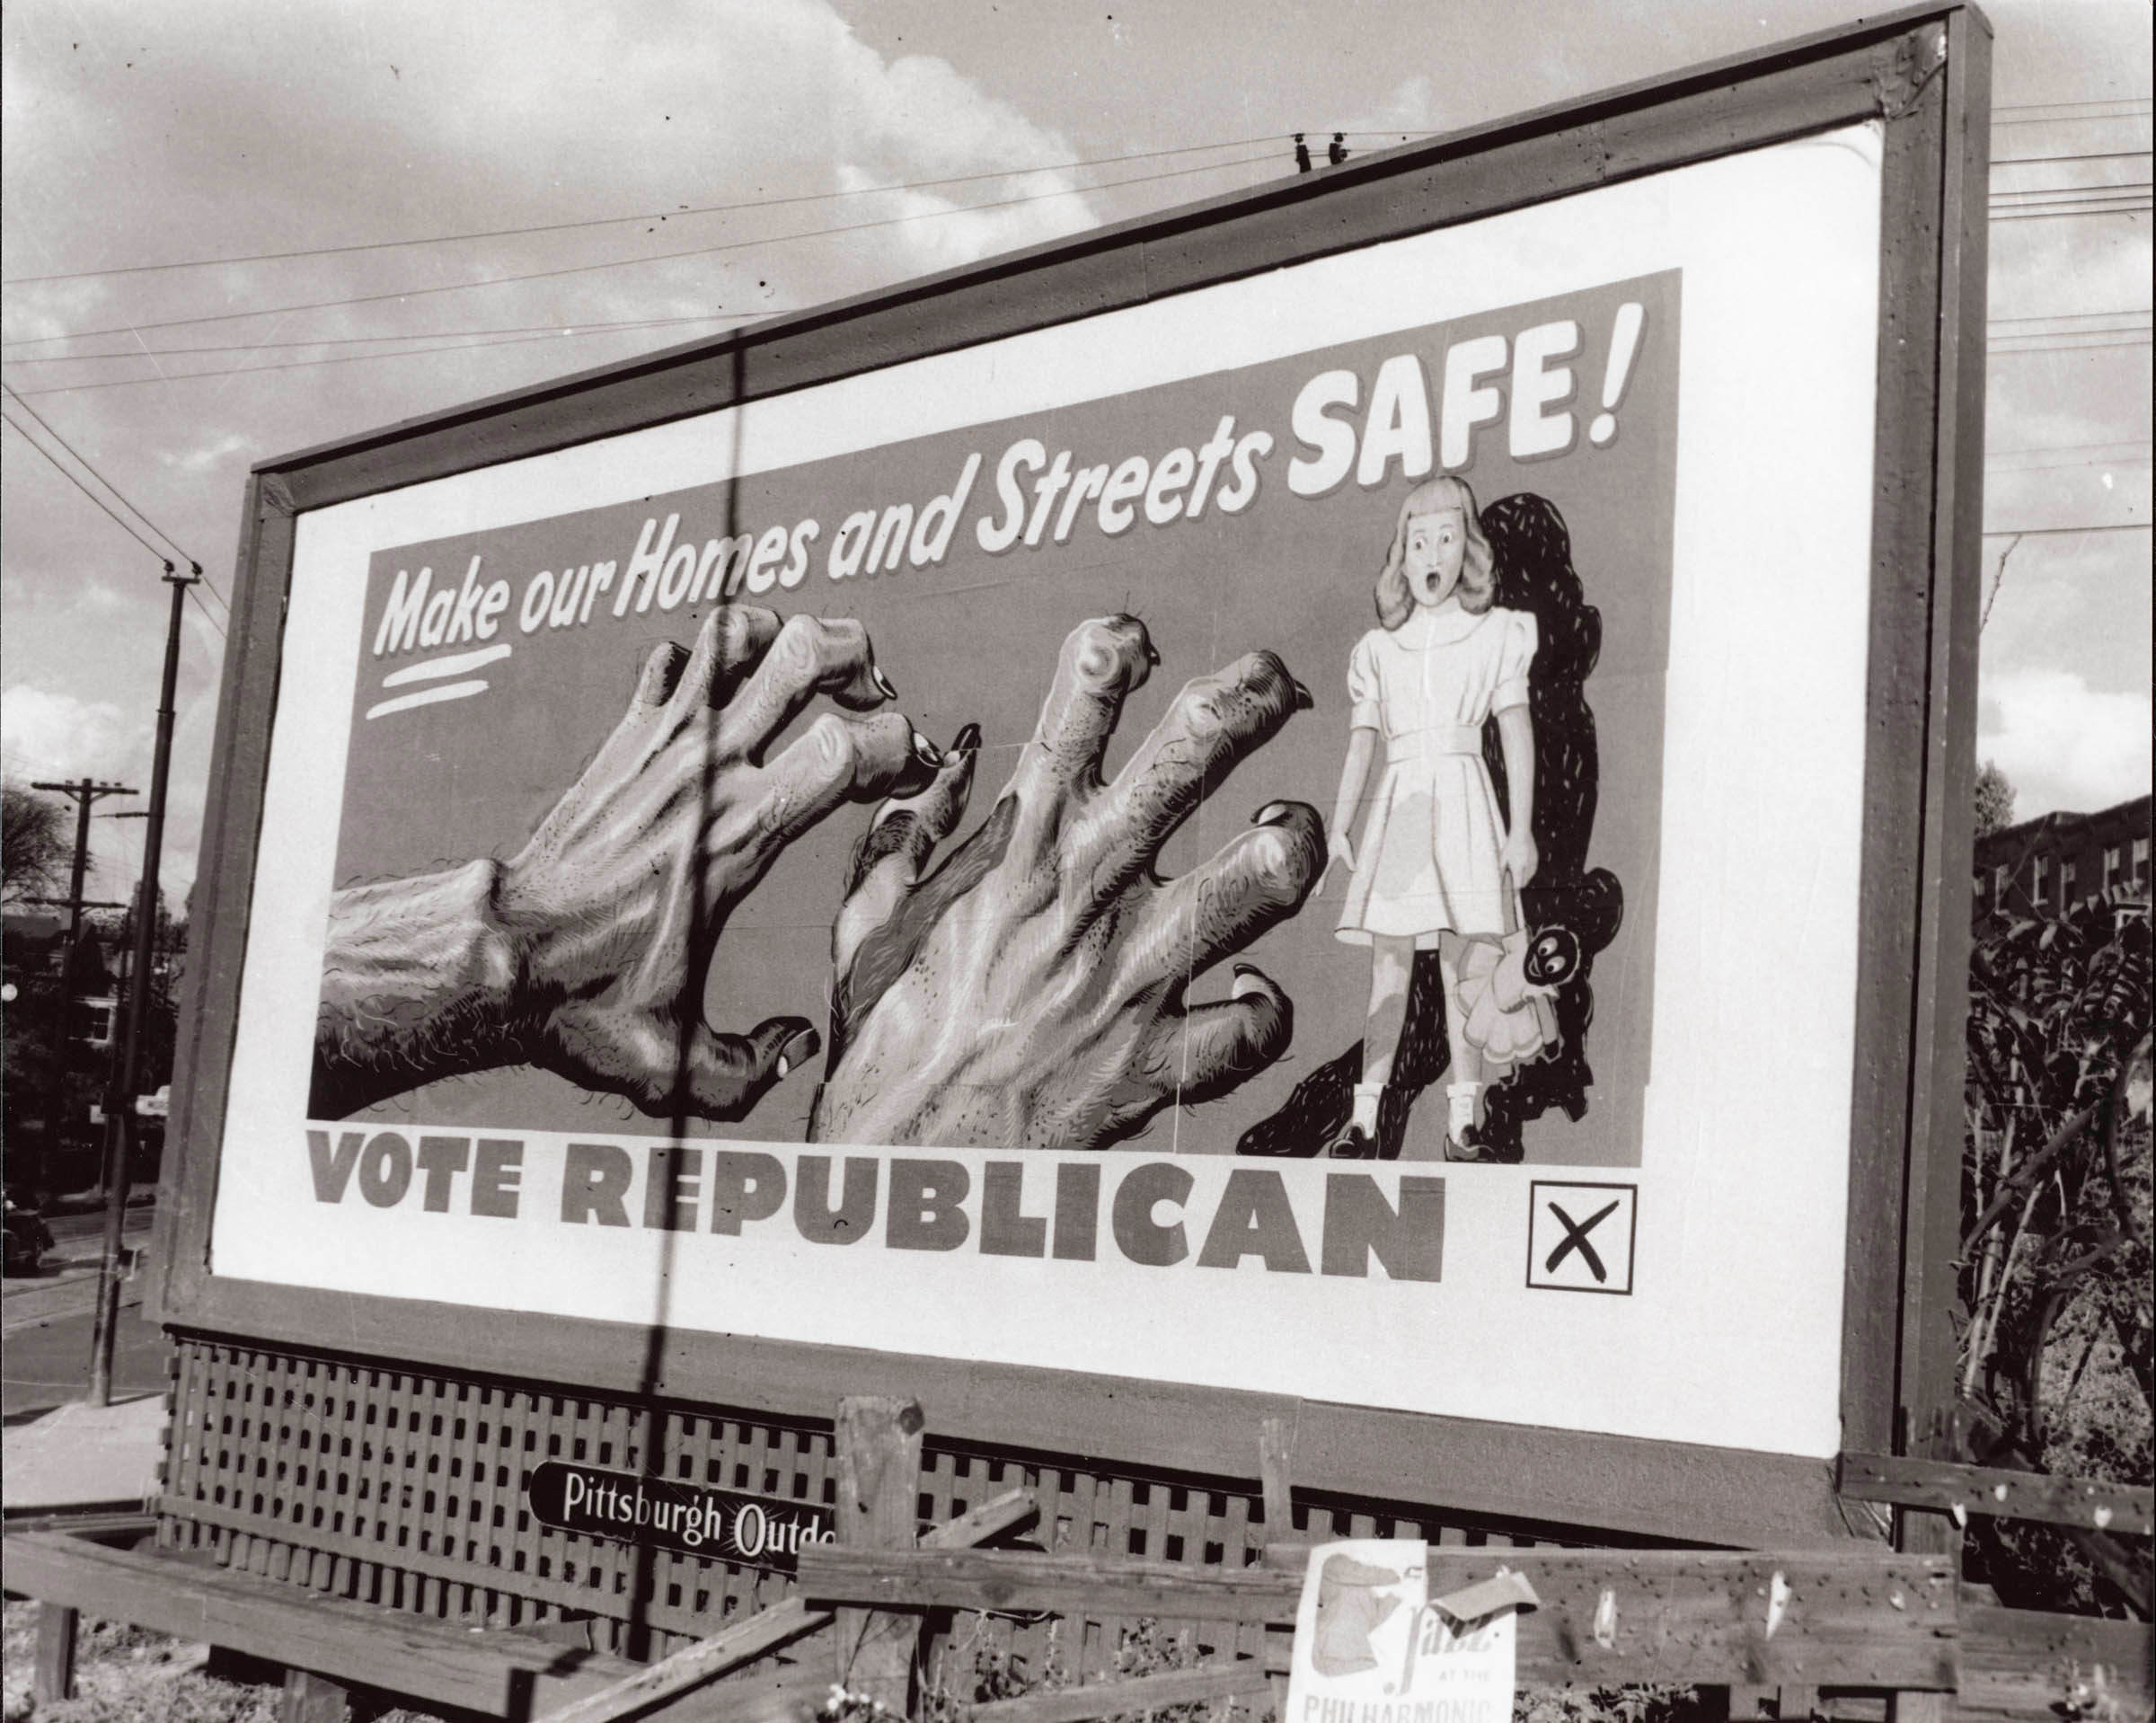 Make our Homes and Streets SAFE!
VOTE REPUBLICAN X
Pittsburgh Outdo
Jazz
AT THE
PHILHARMONIC